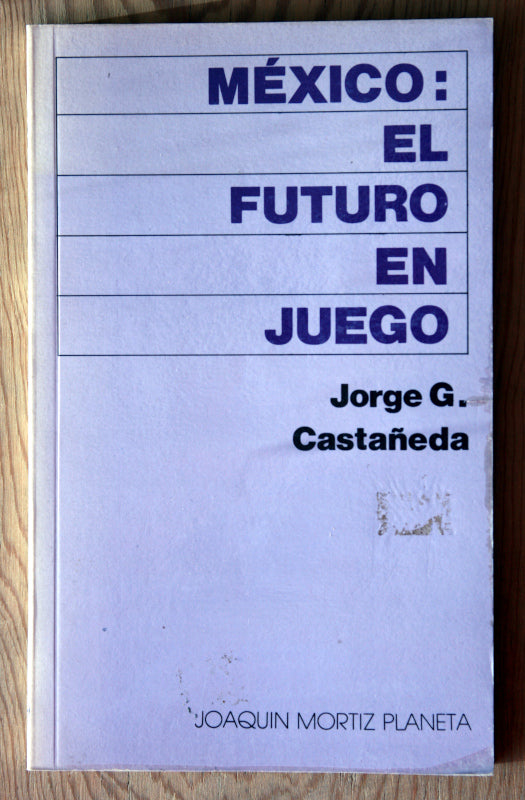 MÉXICO:
EL
FUTURO
EN
JUEGO
Jorge G.
Castañeda
JOAQUIN MORTIZ PLANETA